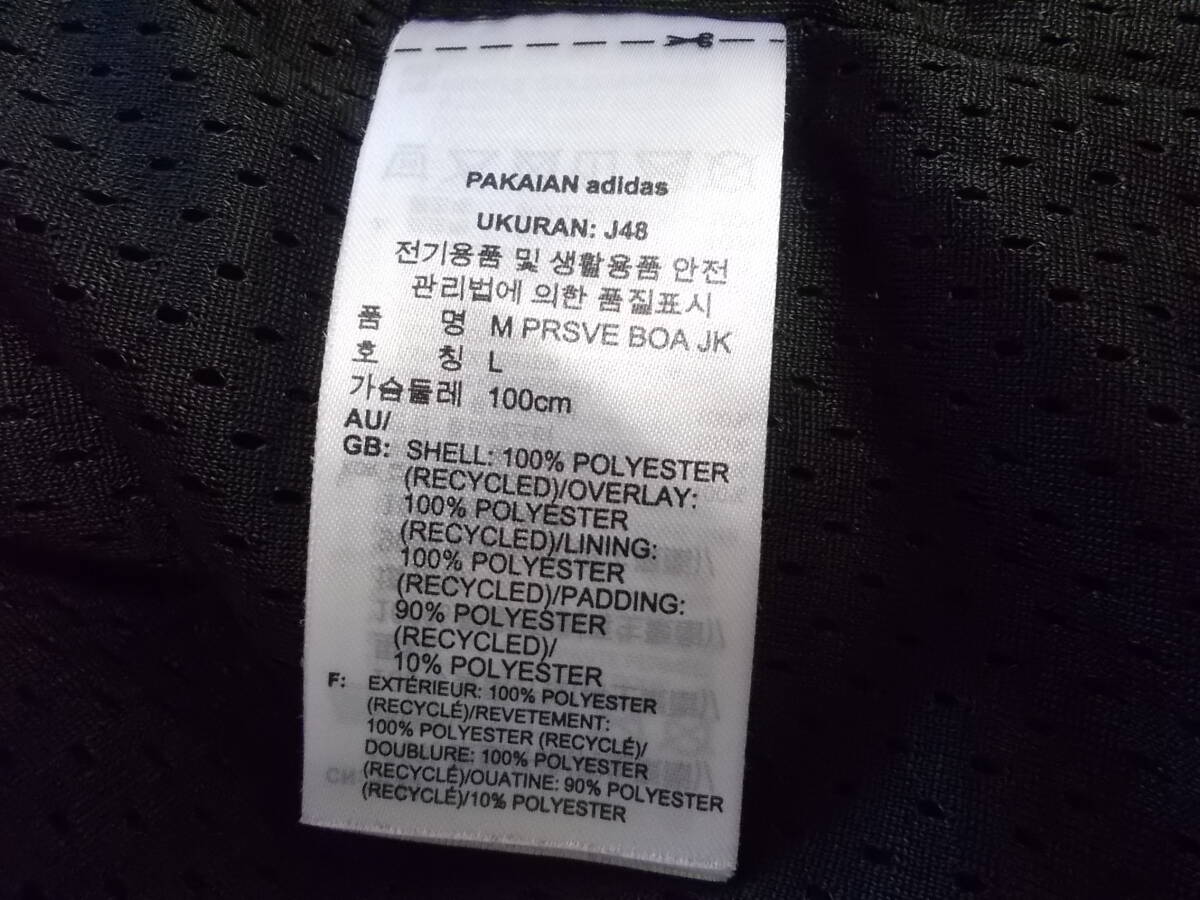 PAKAIAN adidas
UKURAN: J48
전기용품 및 생활용품 안전
관리법에 의한 품질표시
품 명 M PRSVE BOA JK
호 칭 L
가슴둘레 100cm
AU/
GB: SHELL: 100% POLYESTER
(RECYCLED)/OVERLAY:
100% POLYESTER
(RECYCLED)/LINING:
100% POLYESTER
(RECYCLED)/PADDING:
90% POLYESTER
(RECYCLED)/
10% POLYESTER
F: EXTÉRIEUR: 100% POLYESTER
(RECYCLÉ)/REVETEMENT:
100% POLYESTER (RECYCLÉ)/
DOUBLURE: 100% POLYESTER
(RECYCLÉ)/OUATINE: 90% POLYESTER
(RECYCLÉ)/10% POLYESTER